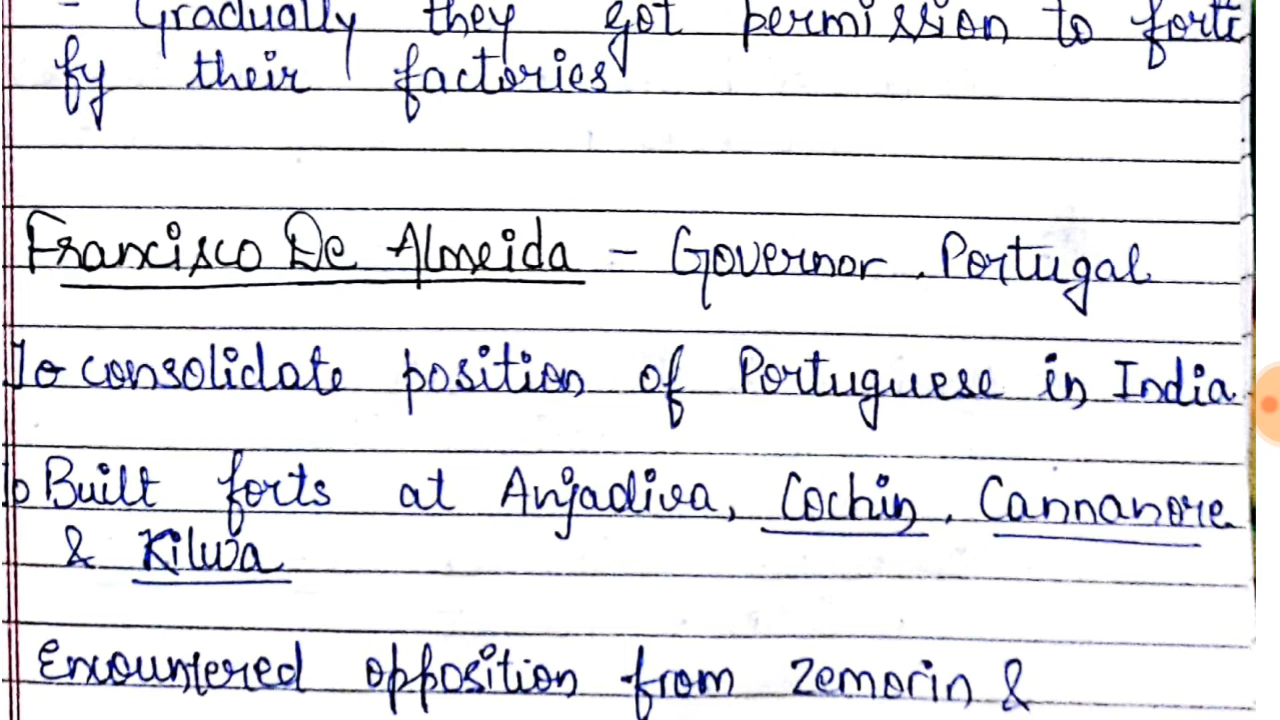 - Gradually they got permission to forti
fy their factories
Francisco De Almeida - Governor, Portugal
To consolidate position of Portuguese in India
Built forts at Anjadiva, Cochin, Cannanore
& Kilwa
Encountered opposition from Zemorin &